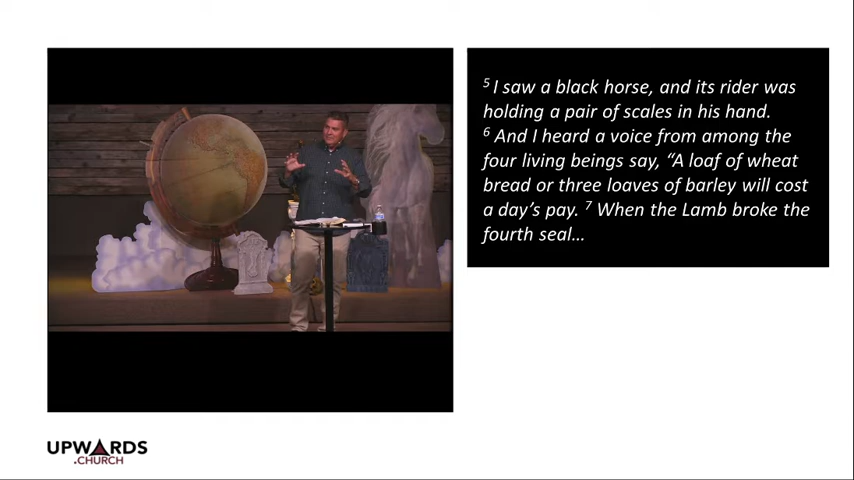 ⁵ I saw a black horse, and its rider was
holding a pair of scales in his hand.
⁶ And I heard a voice from among the
four living beings say, “A loaf of wheat
bread or three loaves of barley will cost
a day’s pay. ⁷ When the Lamb broke the
fourth seal…
UPWARDS
.CHURCH